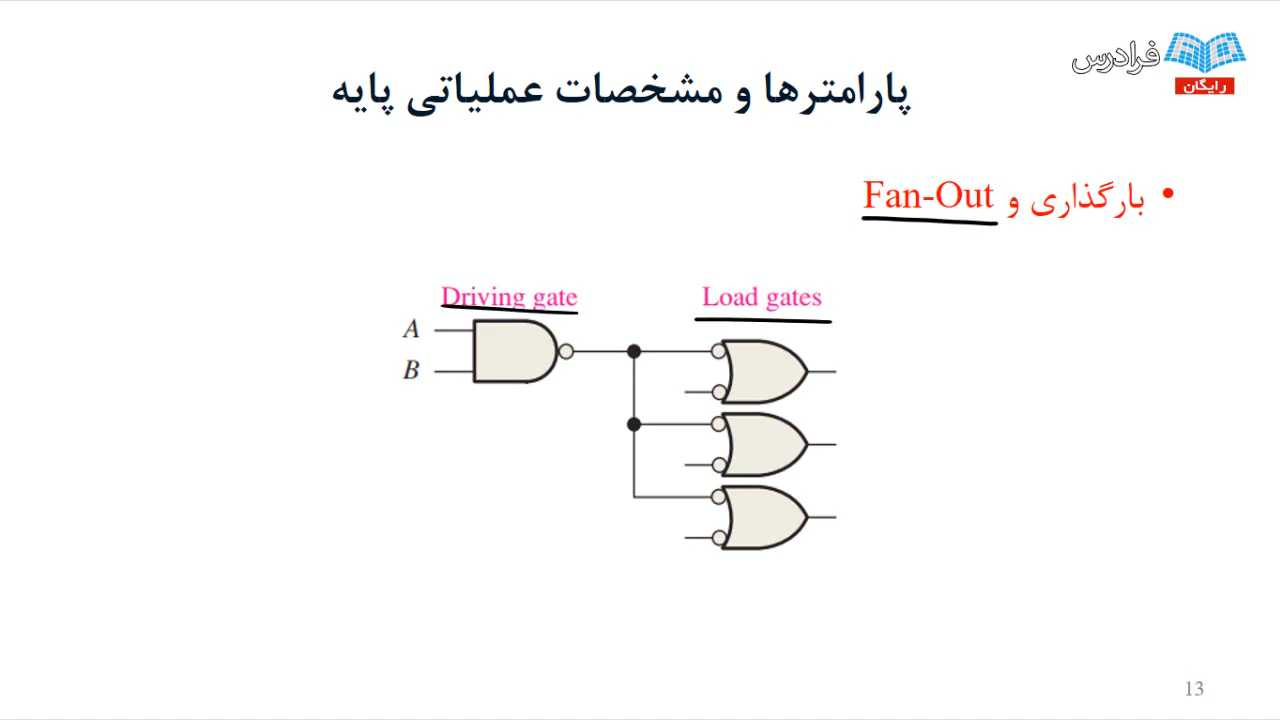 فرادرس
رایگان
پارامترها و مشخصات عملیاتی پایه
• بارگذاری و Fan-Out
Driving gate
Load gates
A
B
13